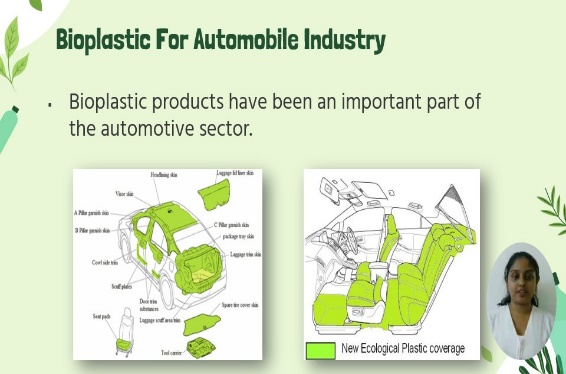 Bioplastic For Automobile Industry
Bioplastic products have been an important part of
the automotive sector.
Headlining skin
Luggage lid liner skin
Visor skin
A Pillar garnish skin
B Pillar garnish skin
C Pillar garnish skin
package tray skin
Luggage trim skin
Cowl side trim
Scuff plates
Door trim
substances
Luggage scuff area trim
Spare tire cover skin
Seat pads
Tool carrier
New Ecological Plastic coverage